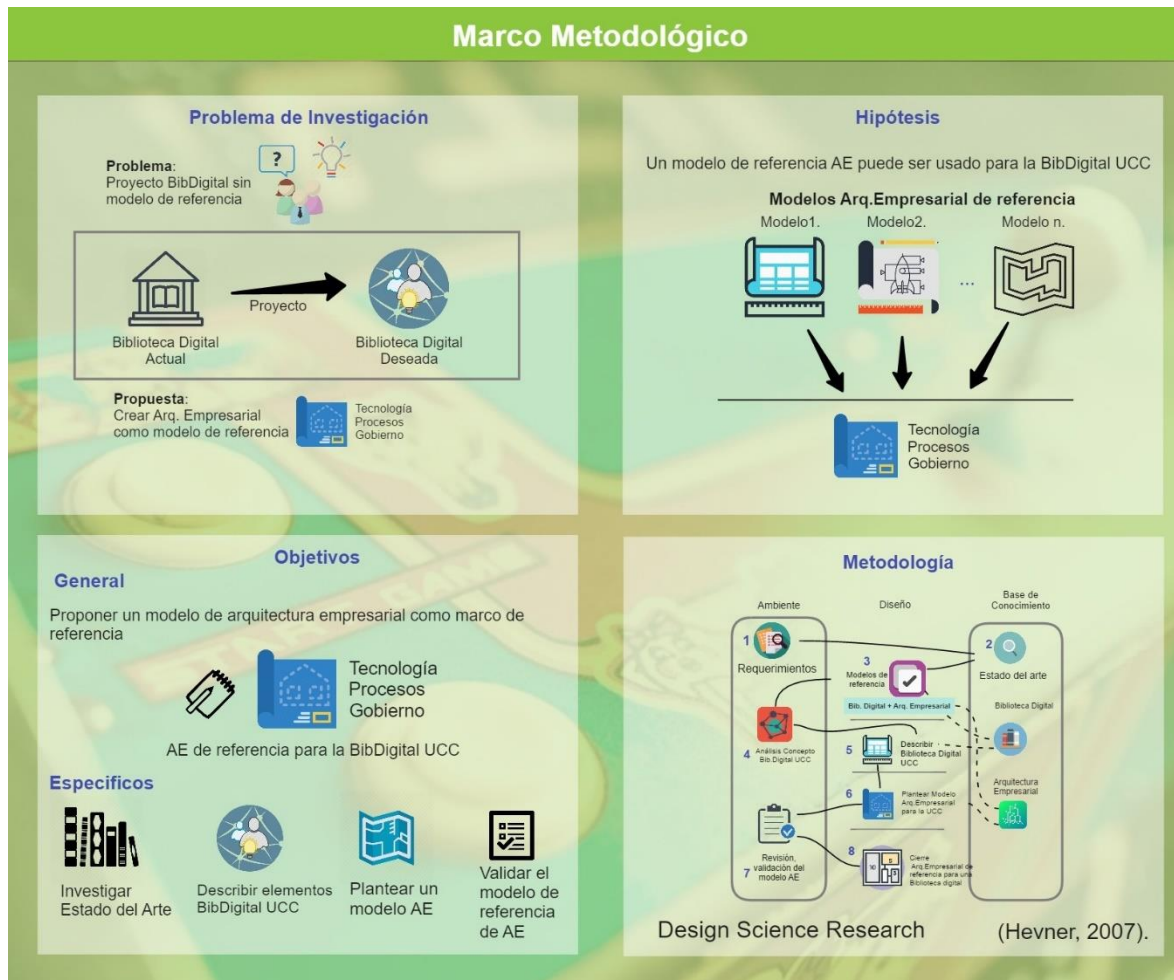 Marco Metodológico
Problema de Investigación
Problema:
Proyecto BibDigital sin
modelo de referencia
?
Biblioteca Digital
Actual
Proyecto
Biblioteca Digital
Deseada
Propuesta:
Crear Arq. Empresarial
como modelo de referencia
Tecnología
Procesos
Gobierno
Hipótesis
Un modelo de referencia AE puede ser usado para la BibDigital UCC
Modelos Arq.Empresarial de referencia
Modelo1.
Modelo2.
...
Modelo n.
Tecnología
Procesos
Gobierno
Objetivos
General
Proponer un modelo de arquitectura empresarial como marco de
referencia
Tecnología
Procesos
Gobierno
AE de referencia para la BibDigital UCC
Especificos
Investigar
Estado del Arte
Describir elementos
BibDigital UCC
Plantear un
modelo AE
Validar el
modelo de
referencia
de AE
Metodología
Ambiente
Diseño
Base de
Conocimiento
1
Requerimientos
2
Estado del arte
3
Modelos de
referencia
Bib. Digital + Arq. Empresarial
Biblioteca Digital
4
Análisis Concepto
Bib.Digital UCC
5
Describir
Biblioteca Digital
UCC
Arquitectura
Empresarial
6
Plantear Modelo
Arq.Empresarial
para la UCC
7
Revisión,
validación del
modelo AE
8
Cierre
Arq.Empresarial de
referencia para una
Biblioteca digital
Design Science Research
(Hevner, 2007).